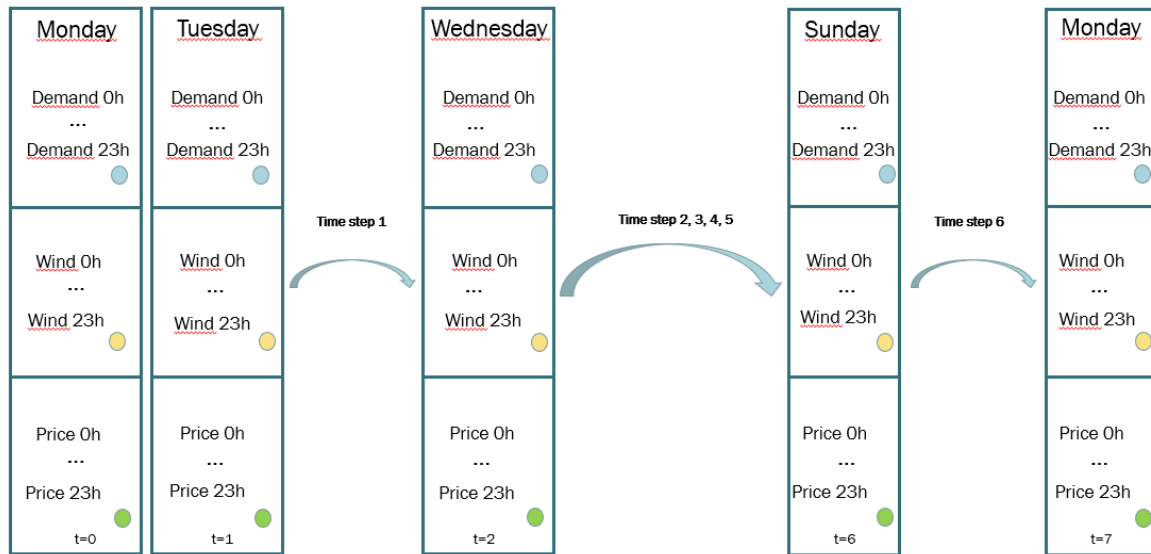 Monday
Demand 0h
...
Demand 23h
Wind 0h
...
Wind 23h
Price 0h
...
Price 23h
t=0
Tuesday
Demand 0h
...
Demand 23h
Wind 0h
...
Wind 23h
Price 0h
...
Price 23h
t=1
Time step 1
Wednesday
Demand 0h
...
Demand 23h
Wind 0h
...
Wind 23h
Price 0h
...
Price 23h
t=2
Time step 2, 3, 4, 5
Sunday
Demand 0h
...
Demand 23h
Wind 0h
...
Wind 23h
Price 0h
...
Price 23h
t=6
Time step 6
Monday
Demand 0h
...
Demand 23h
Wind 0h
...
Wind 23h
Price 0h
...
Price 23h
t=7